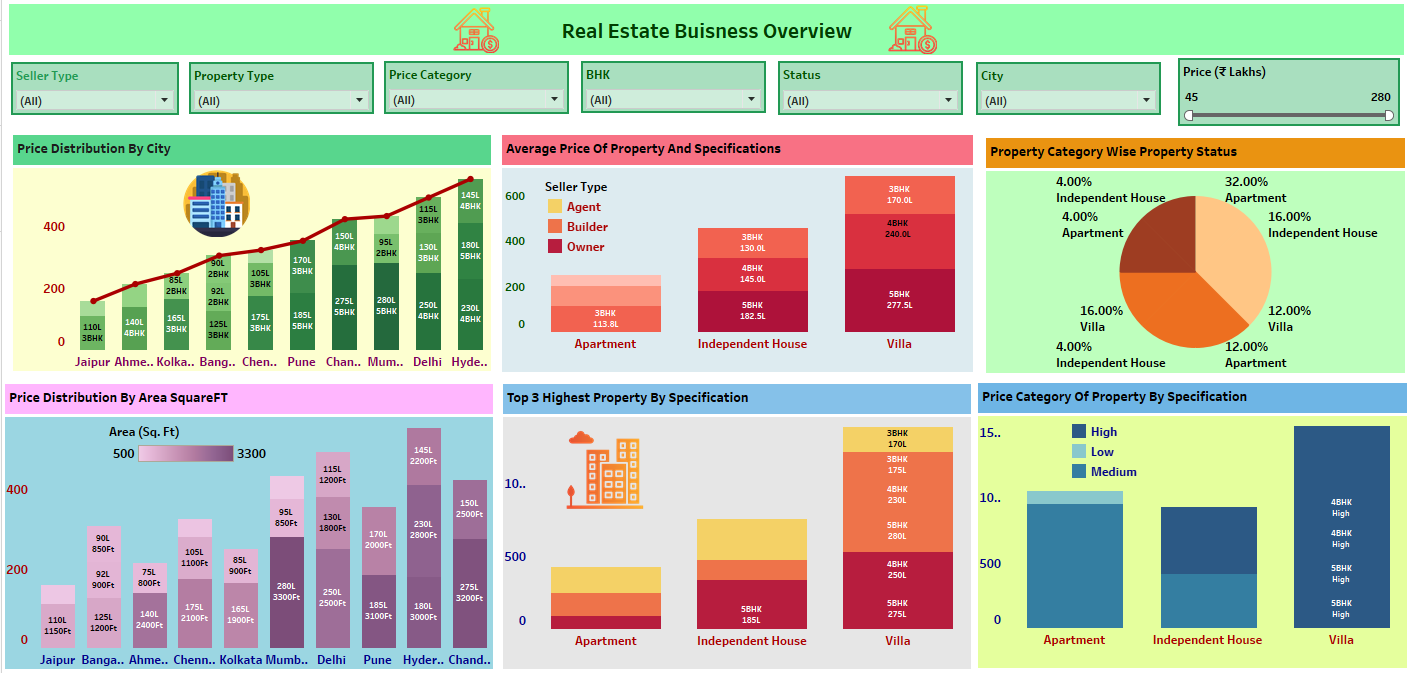 Real Estate Buisness Overview
Seller Type
(All)
Property Type
(All)
Price Category
(All)
BHK
(All)
Status
(All)
City
(All)
Price (₹ Lakhs)
45 280
Price Distribution By City
400
200
0
110L
3BHK
140L
4BHK
85L
2BHK
165L
3BHK
90L
2BHK
92L
2BHK
125L
3BHK
105L
3BHK
175L
3BHK
170L
3BHK
185L
5BHK
150L
4BHK
275L
5BHK
95L
2BHK
280L
5BHK
115L
3BHK
130L
3BHK
250L
4BHK
145L
4BHK
180L
5BHK
230L
4BHK
Jaipur Ahme.. Kolka.. Bang.. Chen.. Pune Chan.. Mum.. Delhi Hyde..
Average Price Of Property And Specifications
Seller Type
Agent
Builder
Owner
600
400
200
0
3BHK
113.8L
3BHK
130.0L
4BHK
145.0L
5BHK
182.5L
3BHK
170.0L
4BHK
240.0L
5BHK
277.5L
Apartment Independent House Villa
Property Category Wise Property Status
4.00%
Independent House
32.00%
Apartment
4.00%
Apartment
16.00%
Independent House
16.00%
Villa
12.00%
Villa
4.00%
Independent House
12.00%
Apartment
Price Distribution By Area SquareFT
Area (Sq. Ft)
500 3300
400
200
0
110L
1150Ft
90L
850Ft
92L
900Ft
125L
1200Ft
75L
800Ft
140L
2400Ft
105L
1100Ft
175L
2100Ft
85L
900Ft
165L
1900Ft
95L
850Ft
280L
3300Ft
115L
1200Ft
130L
1800Ft
250L
2500Ft
170L
2000Ft
185L
3100Ft
145L
2200Ft
230L
2800Ft
180L
3000Ft
150L
2500Ft
275L
3200Ft
Jaipur Banga.. Ahme.. Chenn.. Kolkata Mumb.. Delhi Pune Hyder.. Chand..
Top 3 Highest Property By Specification
10..
500
0
5BHK
185L
3BHK
170L
3BHK
175L
4BHK
230L
5BHK
280L
4BHK
250L
5BHK
275L
Apartment Independent House Villa
Price Category Of Property By Specification
High
Low
Medium
15..
10..
500
0
4BHK
High
4BHK
High
5BHK
High
5BHK
High
Apartment Independent House Villa